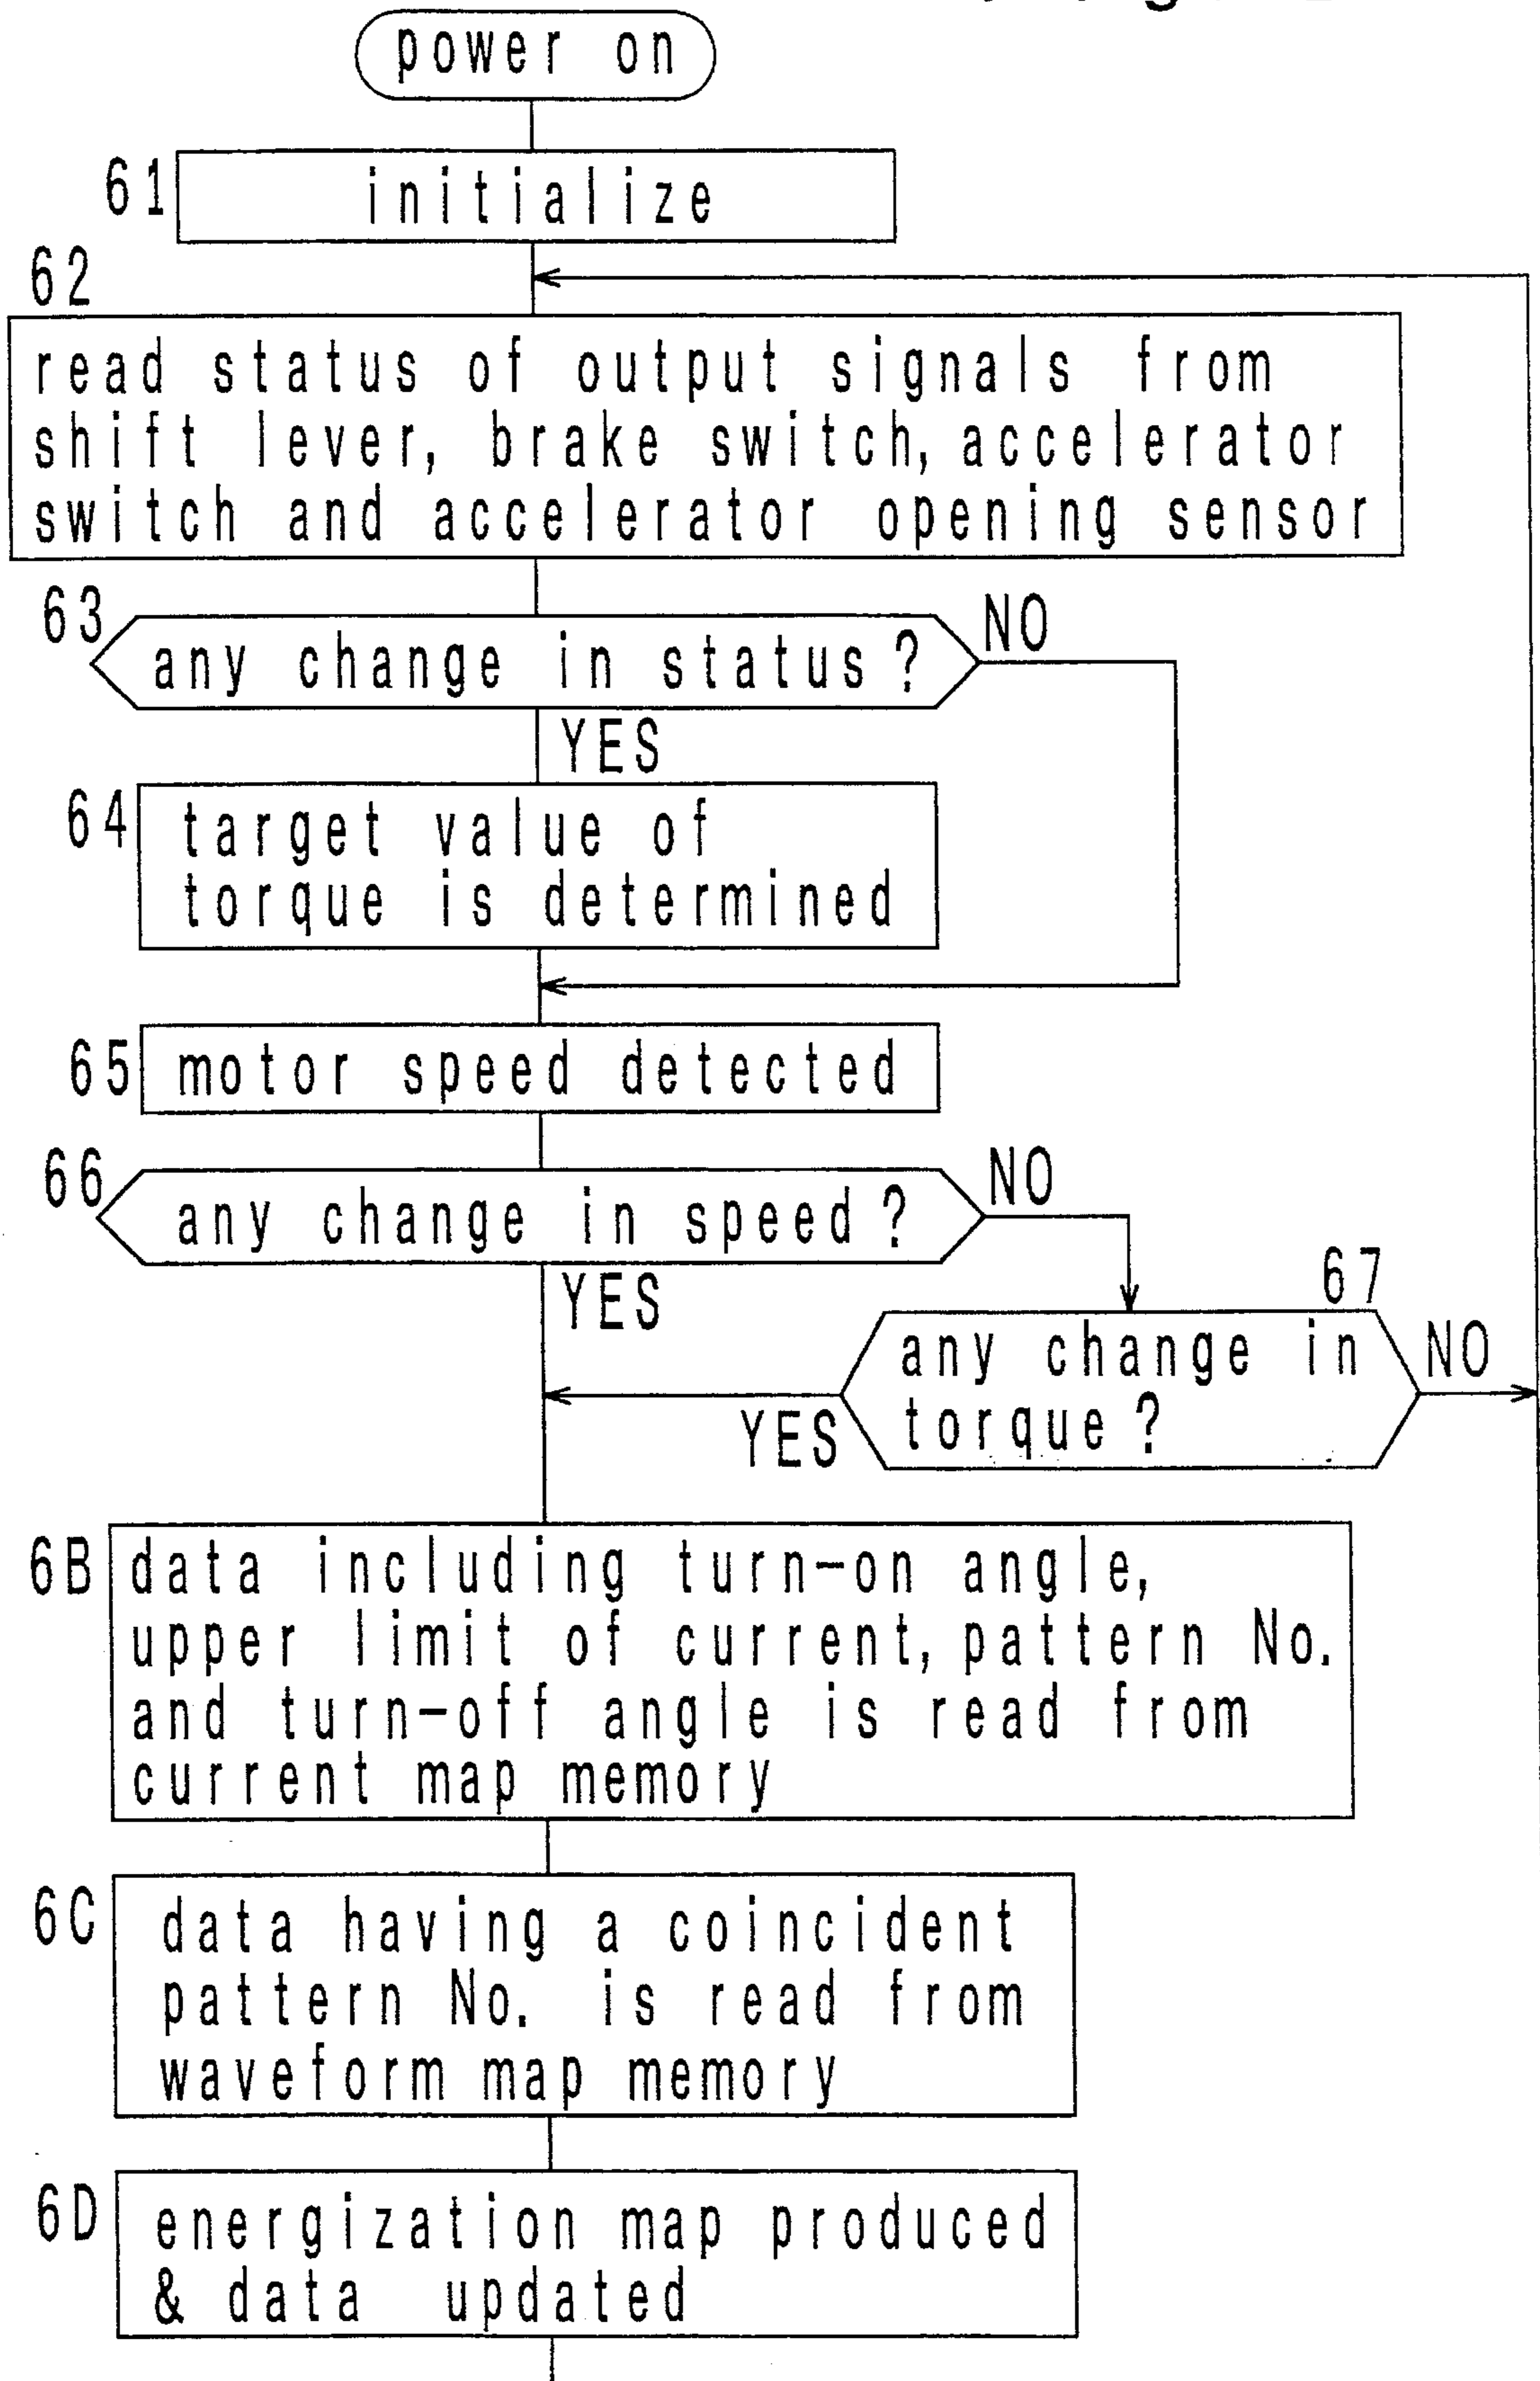 power on
61
initialize
62
read status of output signals from
shift lever, brake switch, accelerator
switch and accelerator opening sensor
63
any change in status?
NO
YES
64
target value of
torque is determined
65
motor speed detected
66
any change in speed?
NO
YES
67
any change in
torque?
NO
YES
6B
data including turn-on angle,
upper limit of current, pattern No.
and turn-off angle is read from
current map memory
6C
data having a coincident
pattern No. is read from
waveform map memory
6D
energization map produced
& data updated